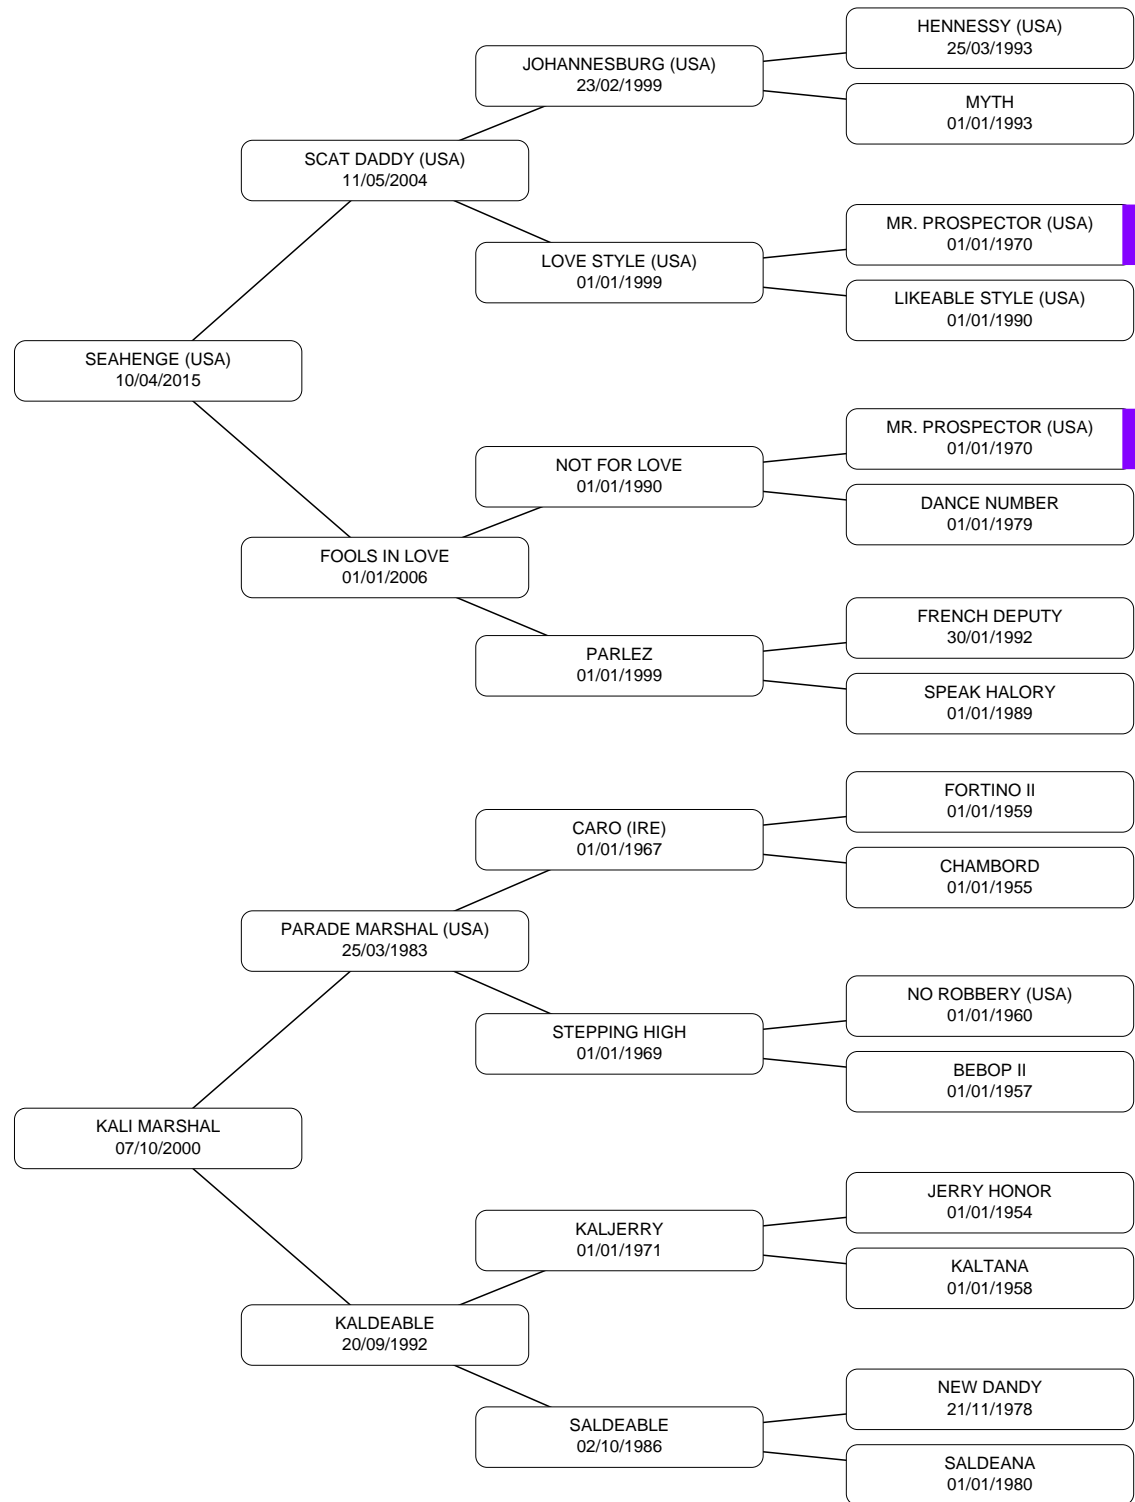 HENNESSY (USA)
25/03/1993
JOHANNESBURG (USA)
23/02/1999
MYTH
01/01/1993
SCAT DADDY (USA)
11/05/2004
MR. PROSPECTOR (USA)
01/01/1970
LOVE STYLE (USA)
01/01/1999
LIKEABLE STYLE (USA)
01/01/1990
SEAHENGE (USA)
10/04/2015
MR. PROSPECTOR (USA)
01/01/1970
NOT FOR LOVE
01/01/1990
DANCE NUMBER
01/01/1979
FOOLS IN LOVE
01/01/2006
FRENCH DEPUTY
30/01/1992
PARLEZ
01/01/1999
SPEAK HALORY
01/01/1989
FORTINO II
01/01/1959
CARO (IRE)
01/01/1967
CHAMBORD
01/01/1955
PARADE MARSHAL (USA)
25/03/1983
NO ROBBERY (USA)
01/01/1960
STEPPING HIGH
01/01/1969
BEBOP II
01/01/1957
KALI MARSHAL
07/10/2000
JERRY HONOR
01/01/1954
KALJERRY
01/01/1971
KALTANA
01/01/1958
KALDEABLE
20/09/1992
NEW DANDY
21/11/1978
SALDEABLE
02/10/1986
SALDEANA
01/01/1980